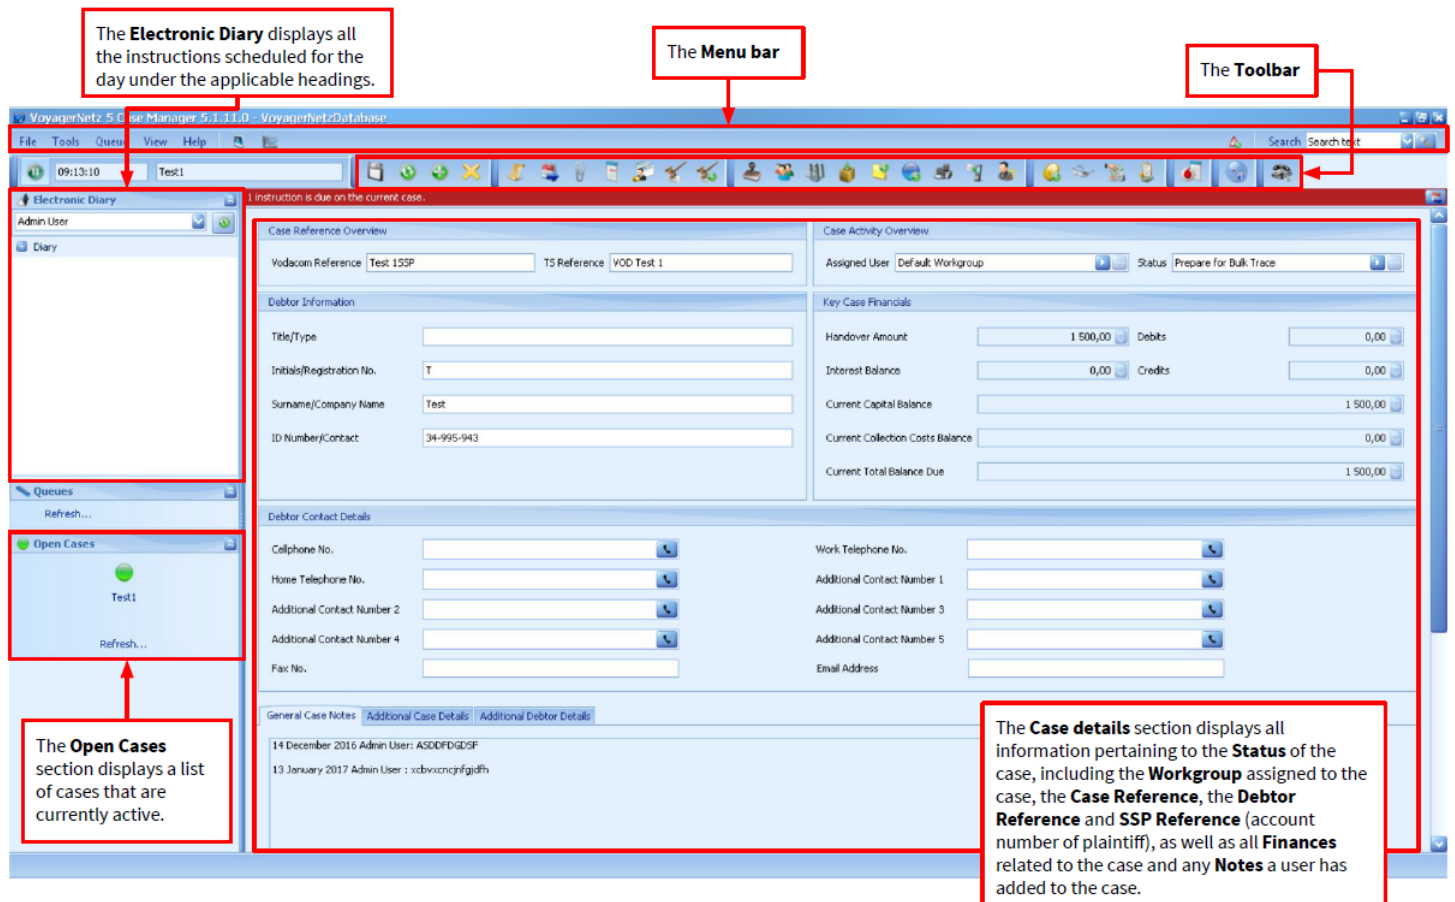 The Electronic Diary displays all
the instructions scheduled for the
day under the applicable headings.
The Menu bar
The Toolbar
VoyagerNetz 5 Case Manager 5.1.11.0 - VoyagerNetzDatabase
File Tools Queue View Help
Search Search text
09:13:10 Test1
Electronic Diary
1 instruction is due on the current case.
Admin User
Diary
Case Reference Overview
Case Activity Overview
Vodacom Reference Test 1SSP TS Reference VOD Test 1
Assigned User Default Workgroup Status Prepare for Bulk Trace
Debtor Information
Key Case Financials
Title/Type
Handover Amount 1 500,00 Debits 0,00
Initials/Registration No. T
Interest Balance 0,00 Credits 0,00
Surname/Company Name Test
Current Capital Balance 1 500,00
ID Number/Contact 34-995-943
Current Collection Costs Balance 0,00
Current Total Balance Due 1 500,00
Queues
Refresh...
Debtor Contact Details
Open Cases
Test1
Refresh...
Cellphone No. Work Telephone No.
Home Telephone No. Additional Contact Number 1
Additional Contact Number 2 Additional Contact Number 3
Additional Contact Number 4 Additional Contact Number 5
Fax No. Email Address
General Case Notes Additional Case Details Additional Debtor Details
14 December 2016 Admin User: ASDDFDGDSF
13 January 2017 Admin User : xcbvxcncjnfgjdfh
The Open Cases
section displays a list
of cases that are
currently active.
The Case details section displays all
information pertaining to the Status of the
case, including the Workgroup assigned to the
case, the Case Reference, the Debtor
Reference and SSP Reference (account
number of plaintiff), as well as all Finances
related to the case and any Notes a user has
added to the case.